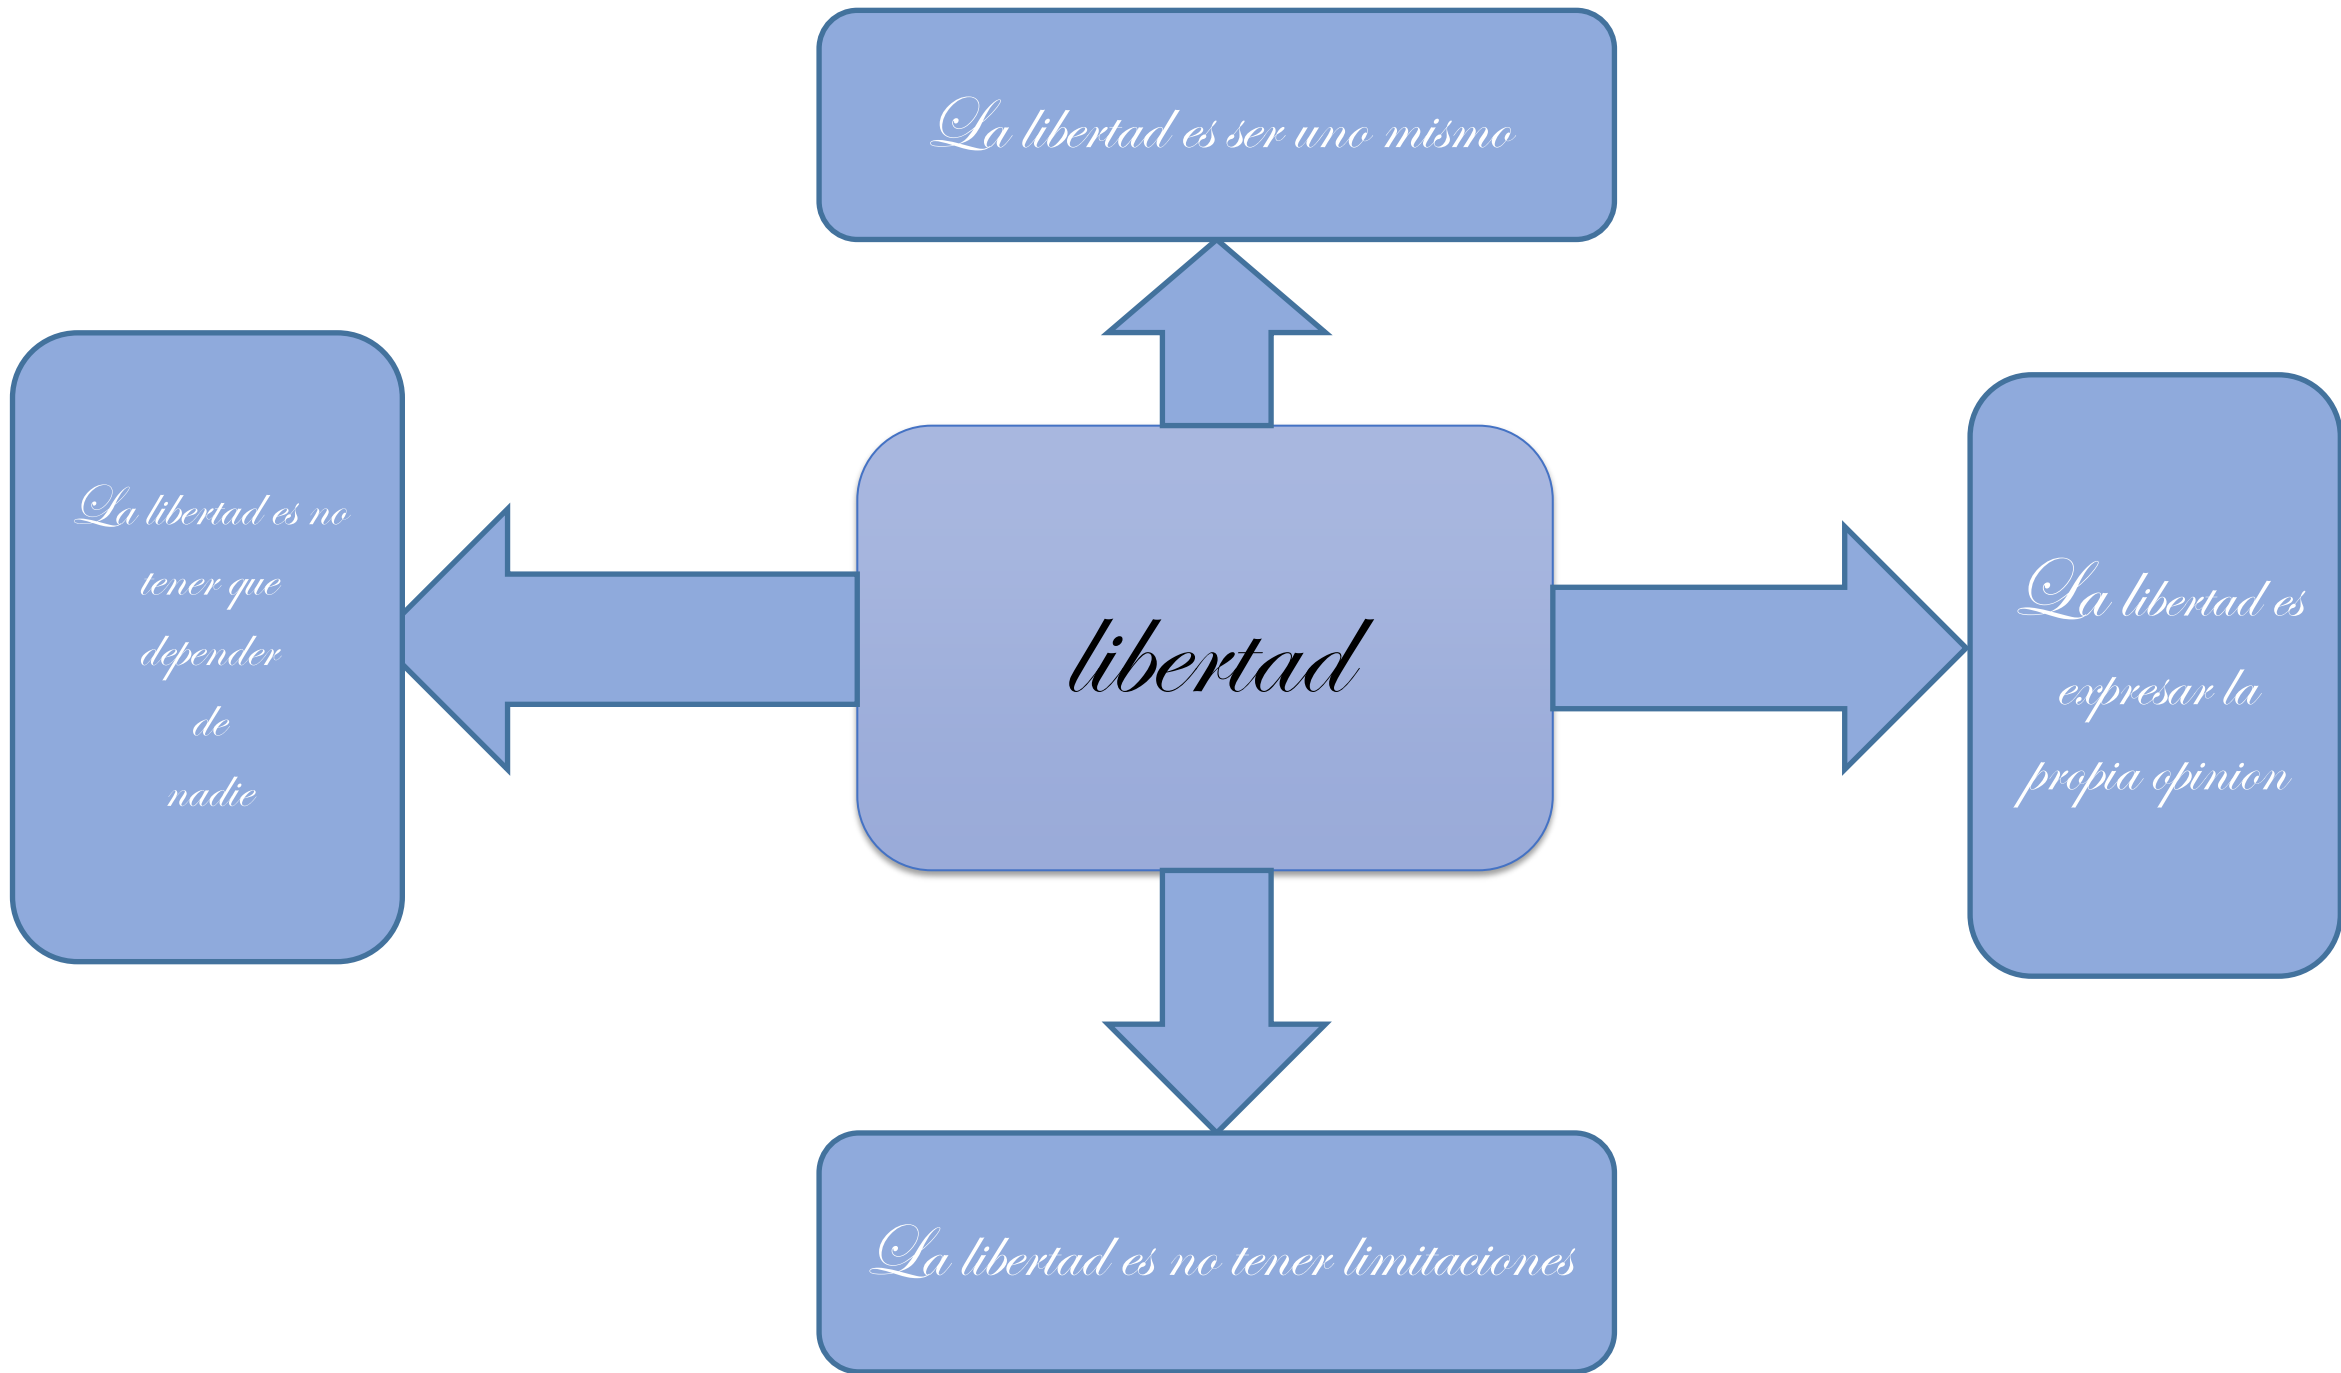 La libertad es ser uno mismo
La libertad es no
tener que
depender
de
nadie
libertad
La libertad es
expresar la
propia opinion
La libertad es no tener limitaciones